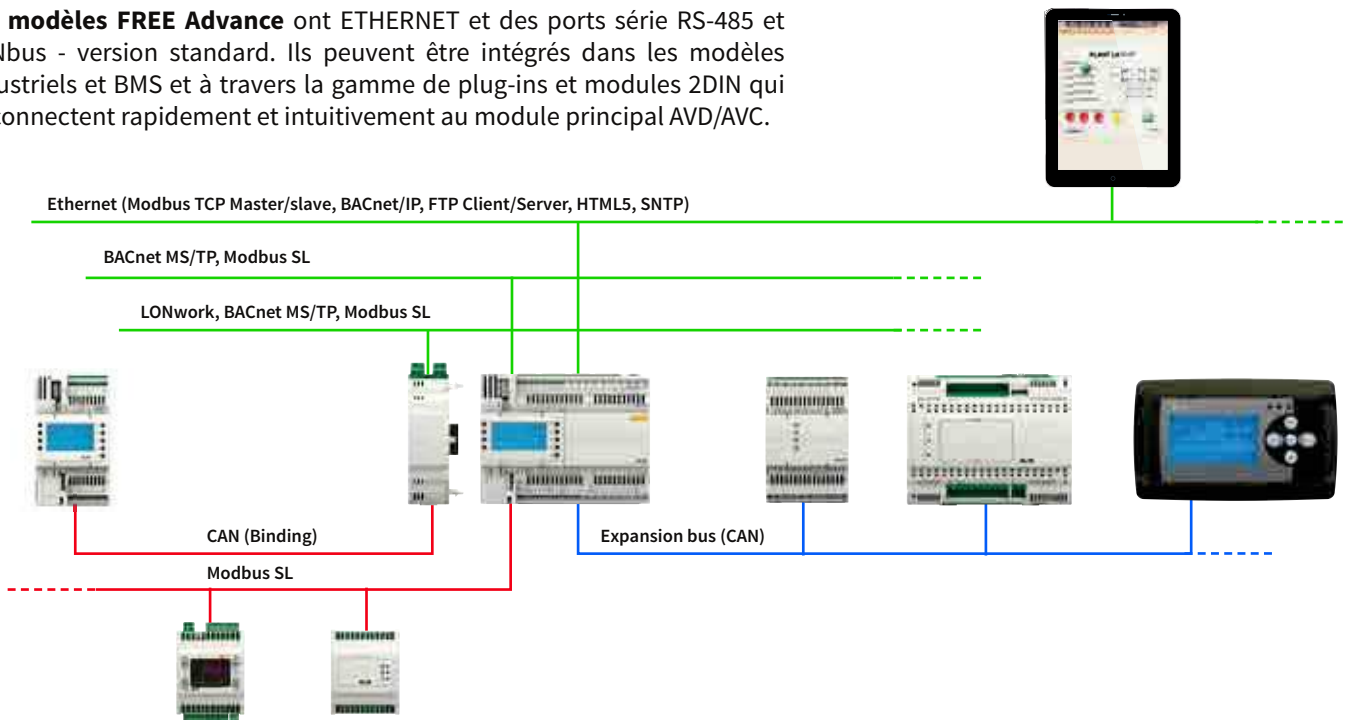 modèles FREE Advance ont ETHERNET et des ports série RS-485 et
Nbus - version standard. Ils peuvent être intégrés dans les modèles
ustriels et BMS et à travers la gamme de plug-ins et modules 2DIN qui
connectent rapidement et intuitivement au module principal AVD/AVC.
Ethernet (Modbus TCP Master/slave, BACnet/IP, FTP Client/Server, HTML5, SNTP)
BACnet MS/TP, Modbus SL
LONwork, BACnet MS/TP, Modbus SL
CAN (Binding)
Expansion bus (CAN)
Modbus SL